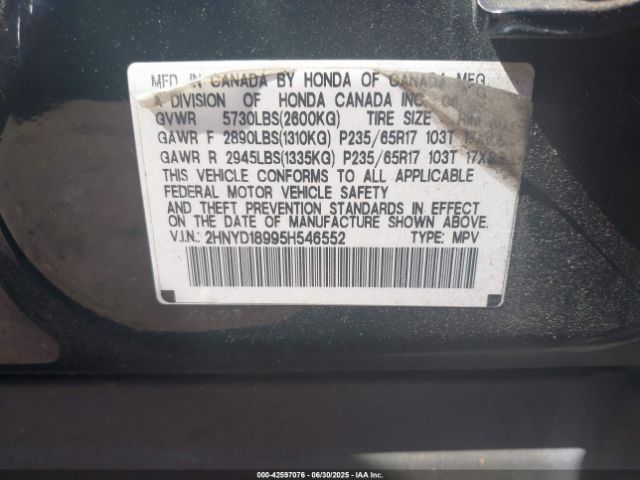 MFD. IN CANADA BY HONDA OF CANADA MFG.
A DIVISION OF HONDA CANADA INC. 04
GVWR 5730LBS(2600KG) TIRE SIZE RIM
GAWR F 2890LBS(1310KG) P235/65R17 103T
GAWR R 2945LBS(1335KG) P235/65R17 103T 17X
THIS VEHICLE CONFORMS TO ALL APPLICABLE
FEDERAL MOTOR VEHICLE SAFETY
AND THEFT PREVENTION STANDARDS IN EFFECT
ON THE DATE OF MANUFACTURE SHOWN ABOVE.
V.I.N.: 2HNYD18995H546552 TYPE: MPV
000-42597076 - 06/30/2025 - IAA Inc.